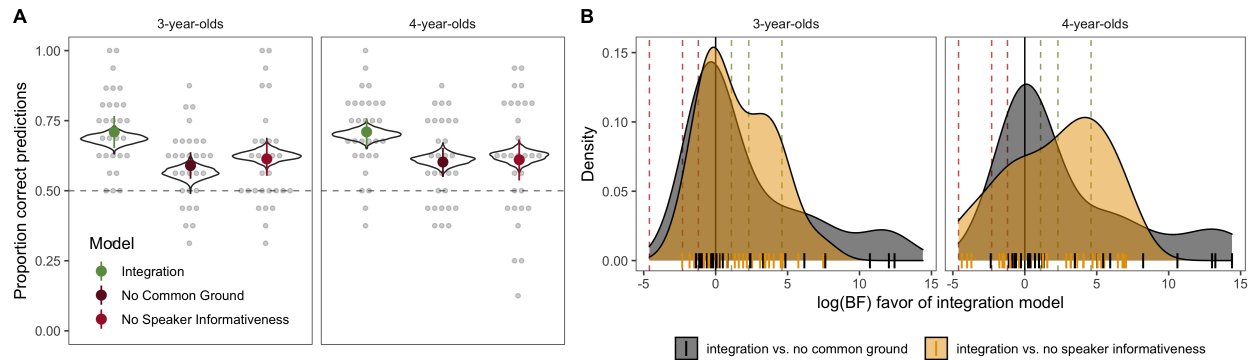 A
3-year-olds
4-year-olds
Proportion correct predictions
1.00
0.75
0.50
0.25
0.00
Model
Integration
No Common Ground
No Speaker Informativeness
B
3-year-olds
4-year-olds
Density
0.15
0.10
0.05
0.00
-5 0 5 10 15
-5 0 5 10 15
log(BF) favor of integration model
integration vs. no common ground
integration vs. no speaker informativeness